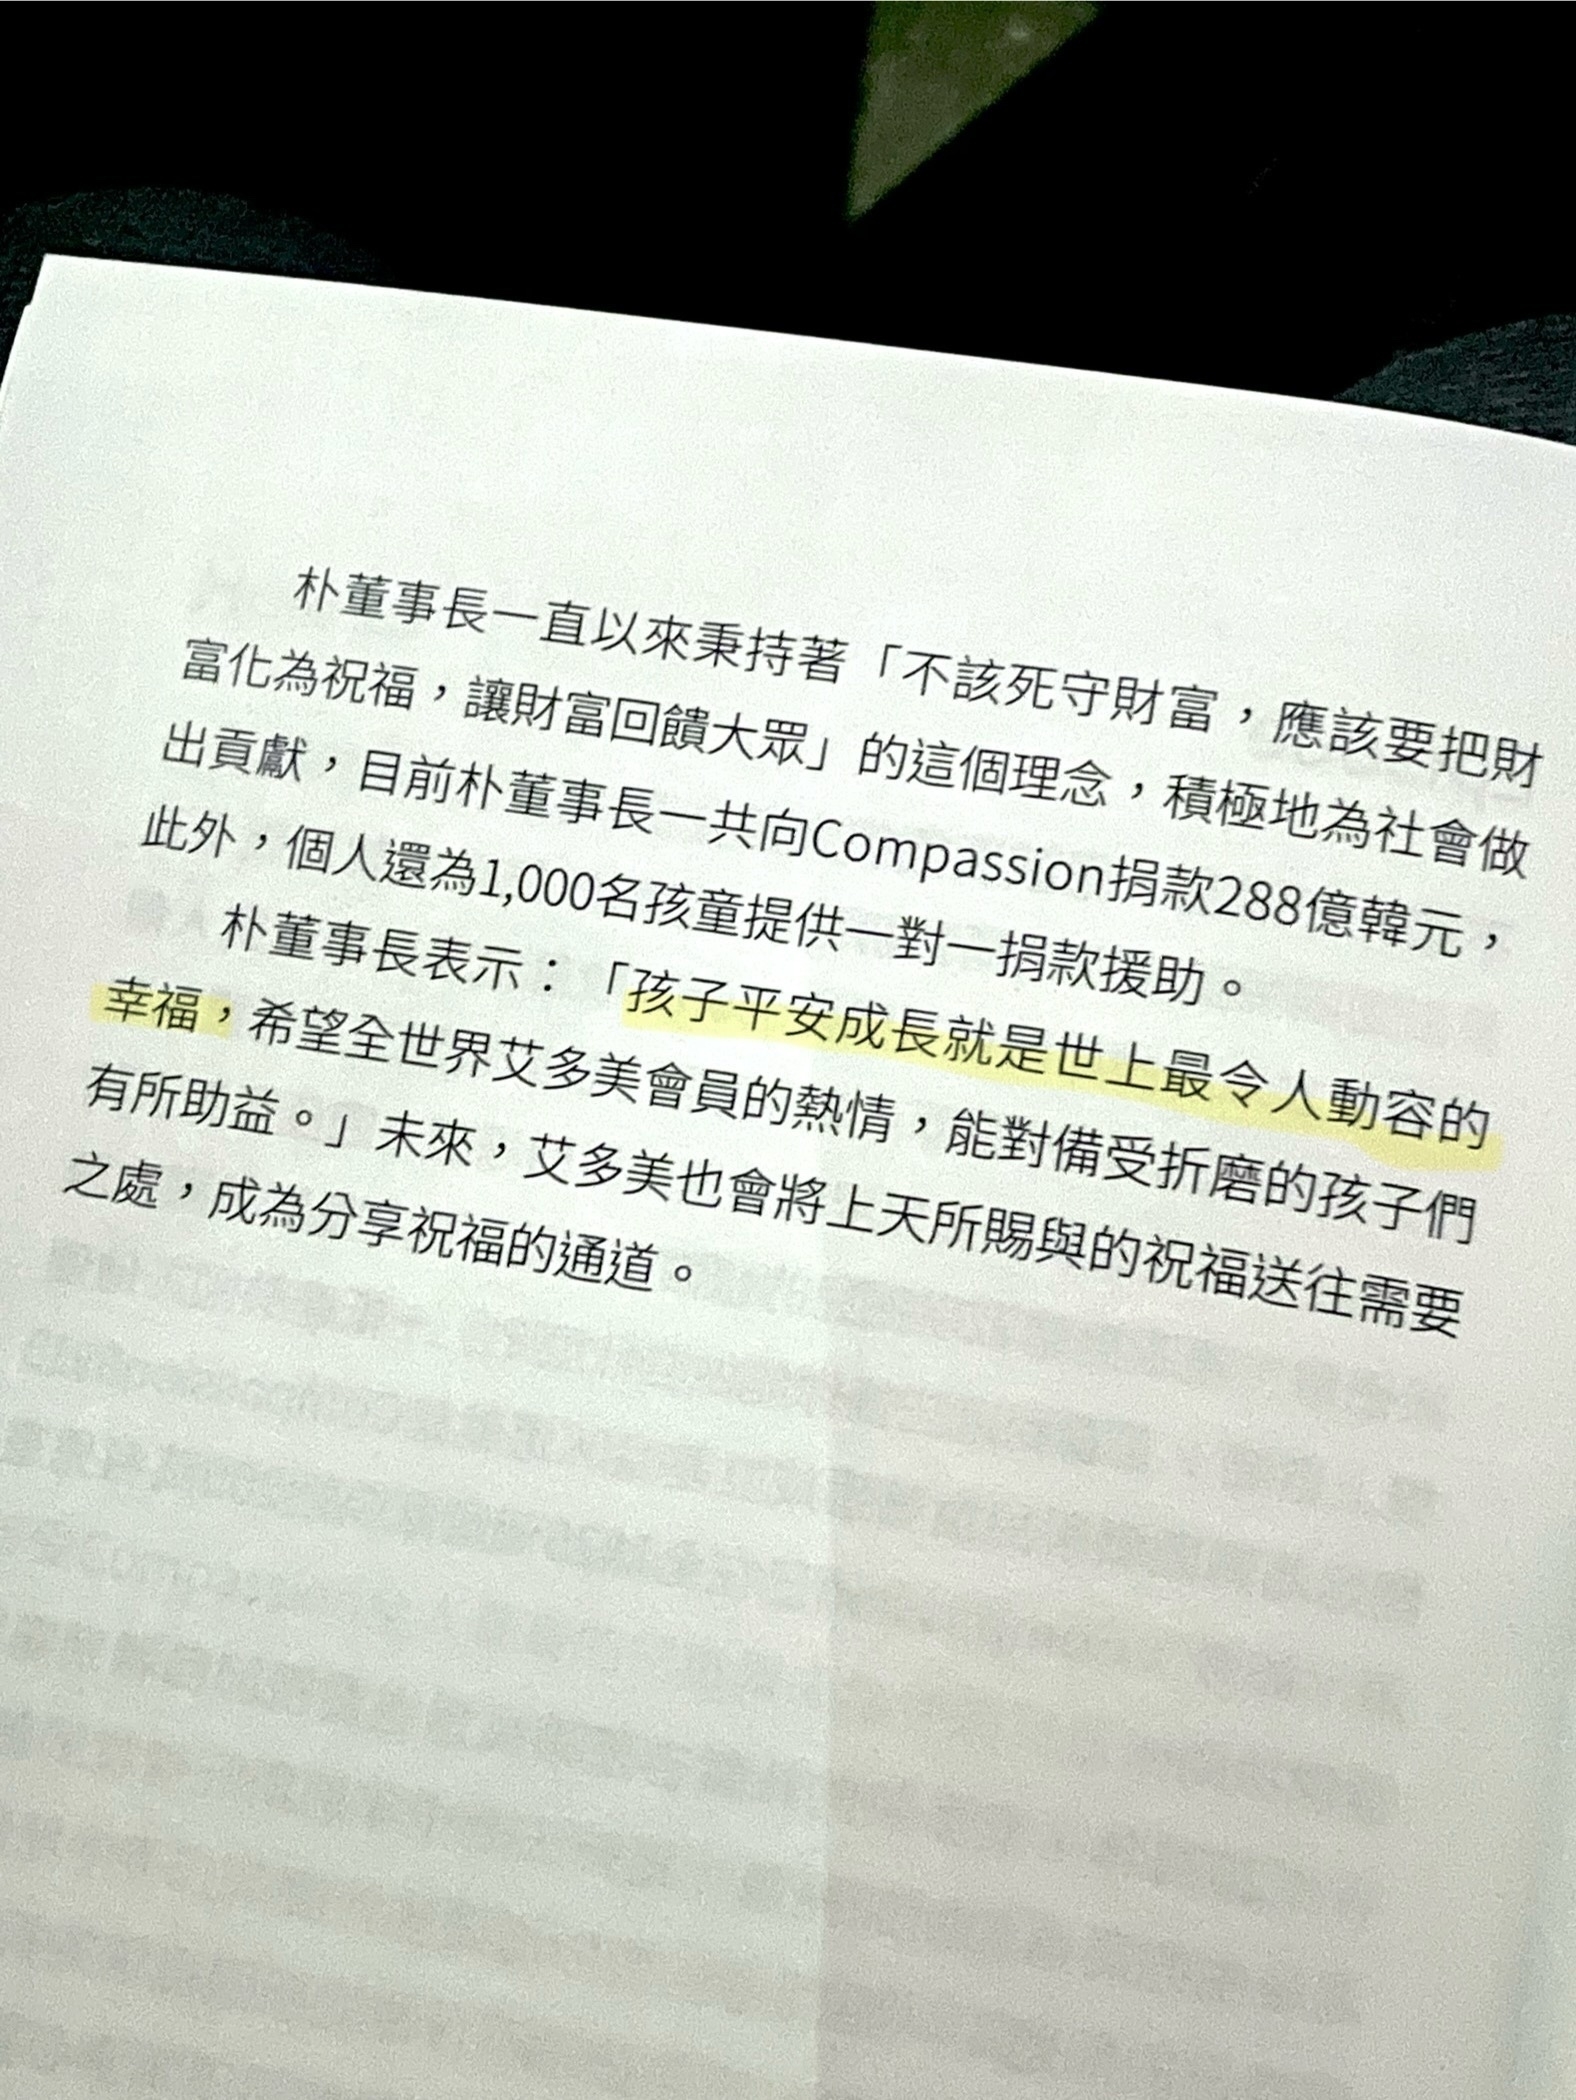 朴董事長一直以來秉持著「不該死守財富，應該要把財
富化為祝福，讓財富回饋大眾」的這個理念，積極地為社會做
出貢獻，目前朴董事長一共向Compassion捐款288億韓元，
此外，個人還為1,000名孩童提供一對一捐款援助。
朴董事長表示：「孩子平安成長就是世上最令人動容的
幸福，希望全世界艾多美會員的熱情，能對備受折磨的孩子們
有所助益。」未來，艾多美也會將上天所賜與的祝福送往需要
之處，成為分享祝福的通道。